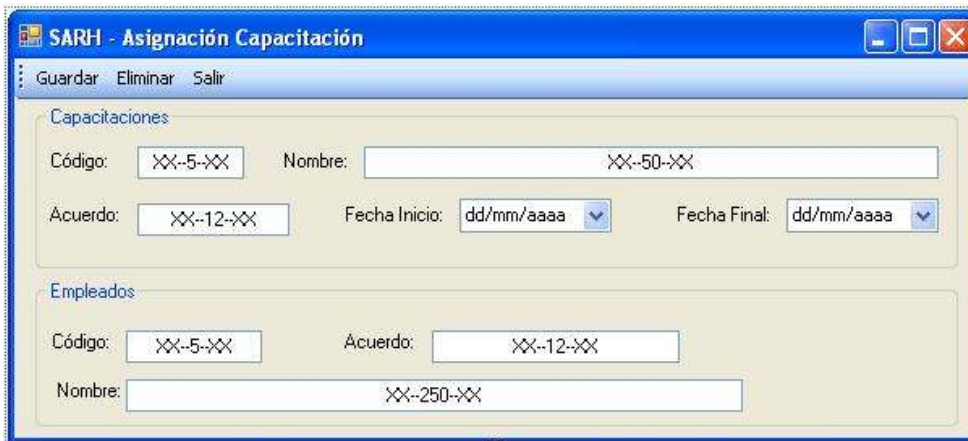 SARH - Asignación Capacitación
Guardar Eliminar Salir
Capacitaciones
Código: XX--5--XX Nombre: XX--50--XX
Acuerdo: XX--12--XX Fecha Inicio: dd/mm/aaaa Fecha Final: dd/mm/aaaa
Empleados
Código: XX--5--XX Acuerdo: XX--12--XX
Nombre: XX--250--XX